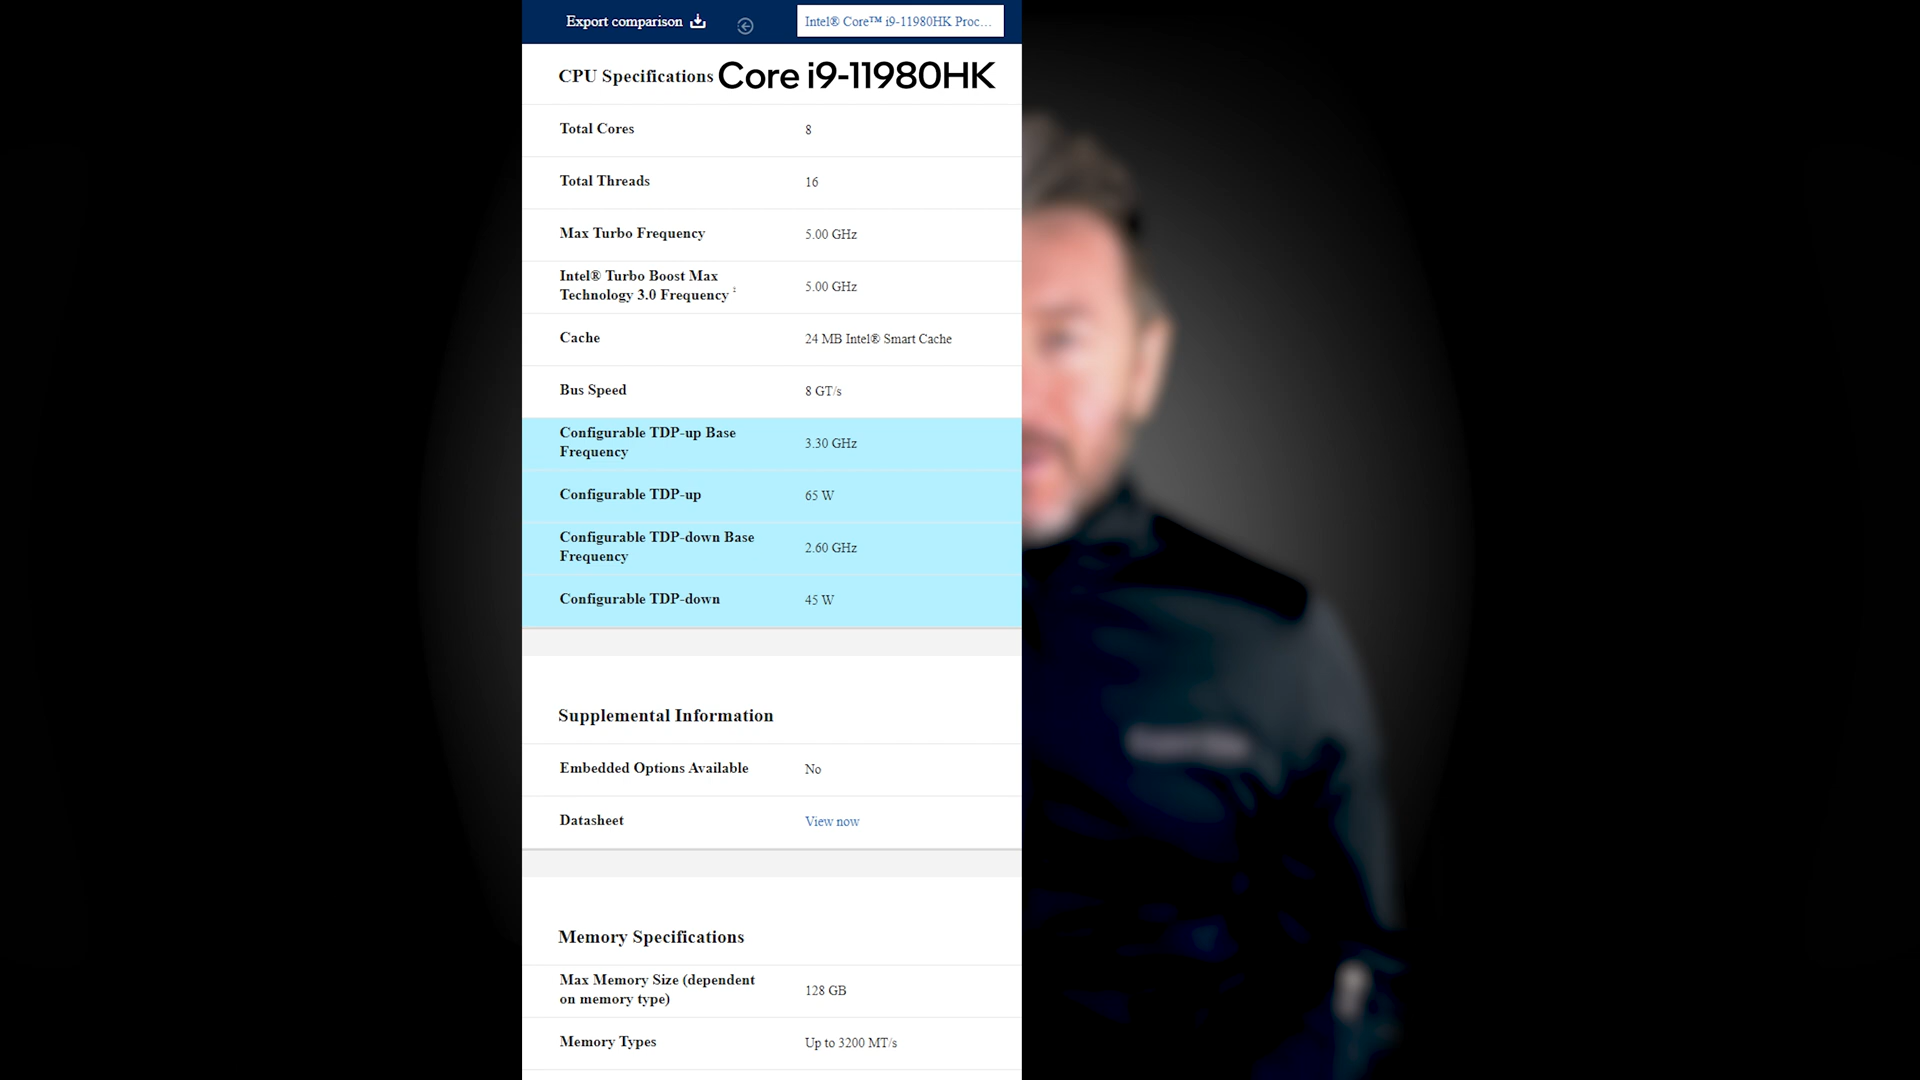 Export comparison
Intel® Core™ i9-11980HK Proc...
CPU Specifications Core i9-11980HK
Total Cores 8
Total Threads 16
Max Turbo Frequency 5.00 GHz
Intel® Turbo Boost Max
Technology 3.0 Frequency ‡ 5.00 GHz
Cache 24 MB Intel® Smart Cache
Bus Speed 8 GT/s
Configurable TDP-up Base
Frequency 3.30 GHz
Configurable TDP-up 65 W
Configurable TDP-down Base
Frequency 2.60 GHz
Configurable TDP-down 45 W
Supplemental Information
Embedded Options Available No
Datasheet View now
Memory Specifications
Max Memory Size (dependent
on memory type) 128 GB
Memory Types Up to 3200 MT/s